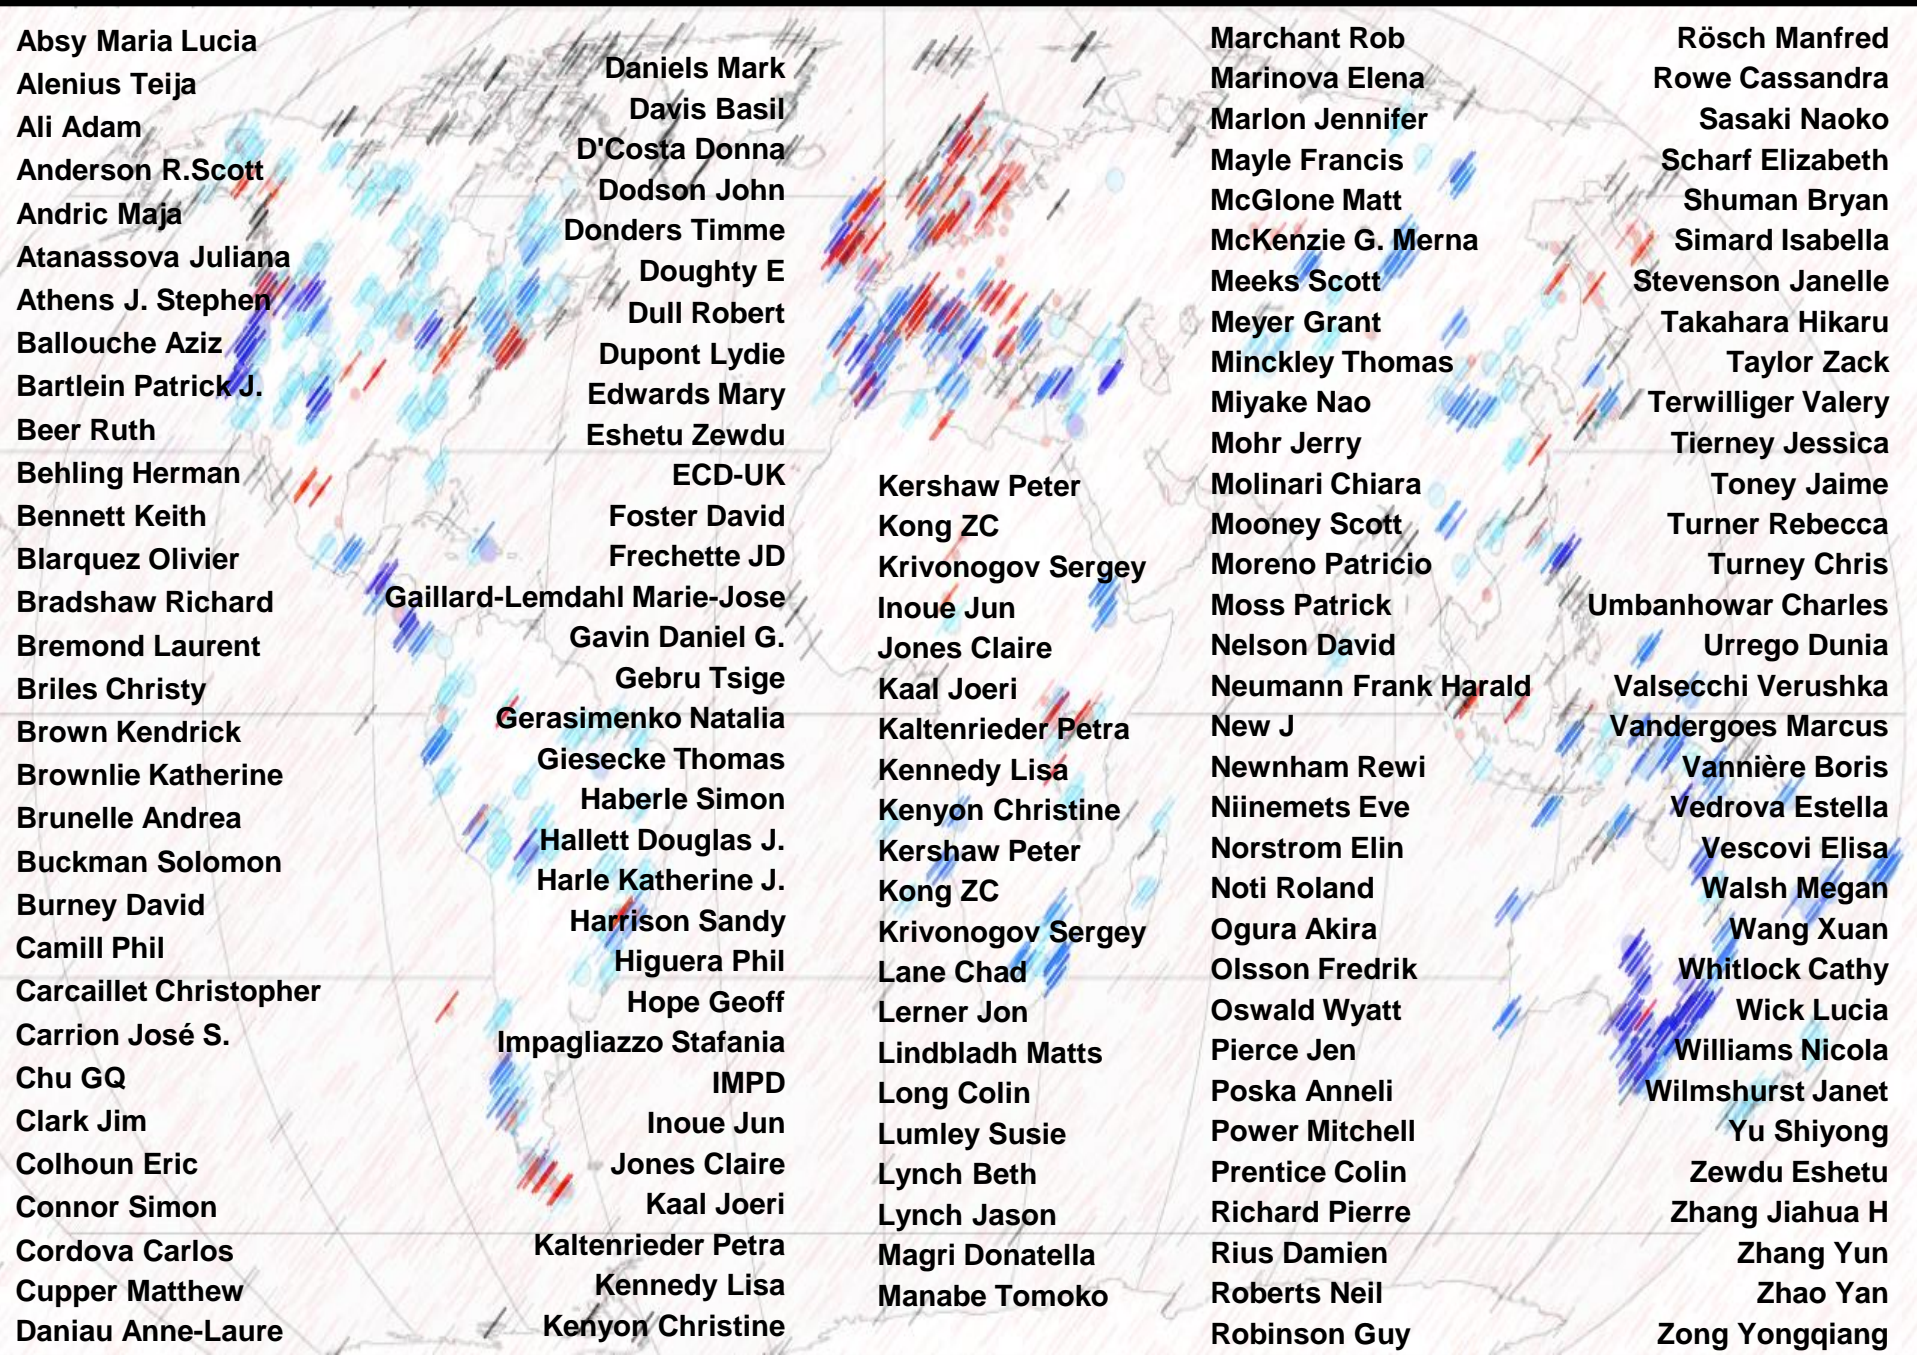 Absy Maria Lucia
Alenius Teija
Ali Adam
Anderson R.Scott
Andric Maja
Atanassova Juliana
Athens J. Stephen
Ballouche Aziz
Bartlein Patrick J.
Beer Ruth
Behling Herman
Bennett Keith
Blarquez Olivier
Bradshaw Richard
Bremond Laurent
Briles Christy
Brown Kendrick
Brownlie Katherine
Brunelle Andrea
Buckman Solomon
Burney David
Camill Phil
Carcaillet Christopher
Carrion José S.
Chu GQ
Clark Jim
Colhoun Eric
Connor Simon
Cordova Carlos
Cupper Matthew
Daniau Anne-Laure
Daniels Mark
Davis Basil
D'Costa Donna
Dodson John
Donders Timme
Doughty E
Dull Robert
Dupont Lydie
Edwards Mary
Eshetu Zewdu
ECD-UK
Foster David
Frechette JD
Gaillard-Lemdahl Marie-Jose
Gavin Daniel G.
Gebru Tsige
Gerasimenko Natalia
Giesecke Thomas
Haberle Simon
Hallett Douglas J.
Harle Katherine J.
Harrison Sandy
Higuera Phil
Hope Geoff
Impagliazzo Stafania
IMPD
Inoue Jun
Jones Claire
Kaal Joeri
Kaltenrieder Petra
Kennedy Lisa
Kenyon Christine
Kershaw Peter
Kong ZC
Krivonogov Sergey
Inoue Jun
Jones Claire
Kaal Joeri
Kaltenrieder Petra
Kennedy Lisa
Kenyon Christine
Kershaw Peter
Kong ZC
Krivonogov Sergey
Lane Chad
Lerner Jon
Lindbladh Matts
Long Colin
Lumley Susie
Lynch Beth
Lynch Jason
Magri Donatella
Manabe Tomoko
Marchant Rob
Marinova Elena
Marlon Jennifer
Mayle Francis
McGlone Matt
McKenzie G. Merna
Meeks Scott
Meyer Grant
Minckley Thomas
Miyake Nao
Mohr Jerry
Molinari Chiara
Mooney Scott
Moreno Patricio
Moss Patrick
Nelson David
Neumann Frank Harald
New J
Newnham Rewi
Niinemets Eve
Norstrom Elin
Noti Roland
Ogura Akira
Olsson Fredrik
Oswald Wyatt
Pierce Jen
Poska Anneli
Power Mitchell
Prentice Colin
Richard Pierre
Rius Damien
Roberts Neil
Robinson Guy
Rösch Manfred
Rowe Cassandra
Sasaki Naoko
Scharf Elizabeth
Shuman Bryan
Simard Isabella
Stevenson Janelle
Takahara Hikaru
Taylor Zack
Terwilliger Valery
Tierney Jessica
Toney Jaime
Turner Rebecca
Turney Chris
Umbanhowar Charles
Urrego Dunia
Valsecchi Verushka
Vandergoes Marcus
Vannière Boris
Vedrova Estella
Vescovi Elisa
Walsh Megan
Wang Xuan
Whitlock Cathy
Wick Lucia
Williams Nicola
Wilmshurst Janet
Yu Shiyong
Zewdu Eshetu
Zhang Jiahua H
Zhang Yun
Zhao Yan
Zong Yongqiang